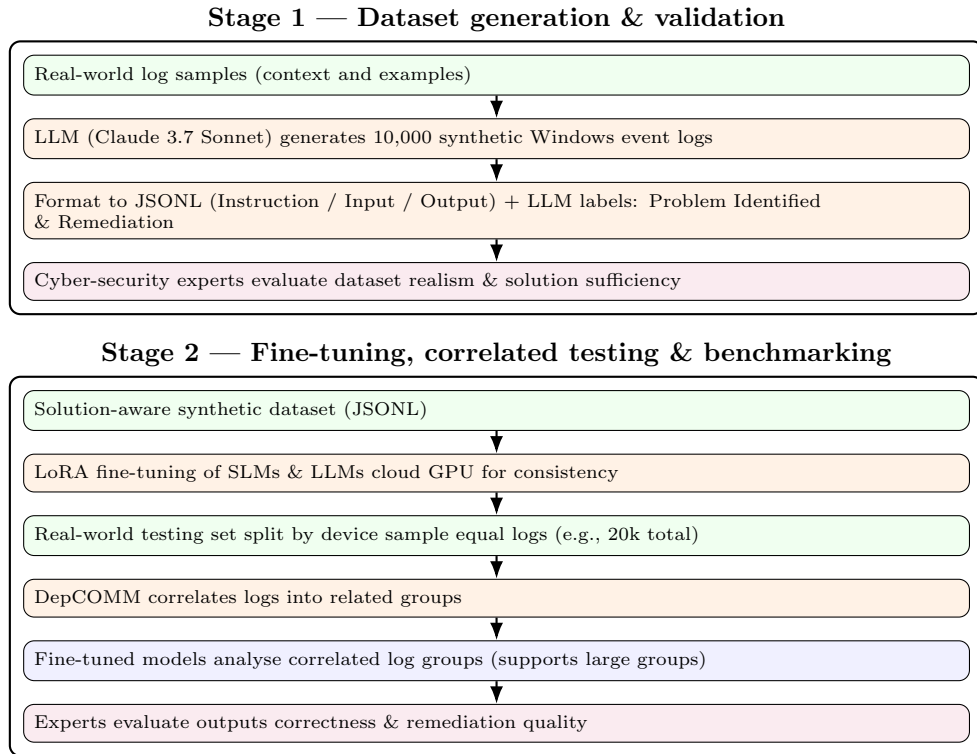 Stage 1 — Dataset generation & validation
Real-world log samples (context and examples)
LLM (Claude 3.7 Sonnet) generates 10,000 synthetic Windows event logs
Format to JSONL (Instruction / Input / Output) + LLM labels: Problem Identified
& Remediation
Cyber-security experts evaluate dataset realism & solution sufficiency
Stage 2 — Fine-tuning, correlated testing & benchmarking
Solution-aware synthetic dataset (JSONL)
LoRA fine-tuning of SLMs & LLMs cloud GPU for consistency
Real-world testing set split by device sample equal logs (e.g., 20k total)
DepCOMM correlates logs into related groups
Fine-tuned models analyse correlated log groups (supports large groups)
Experts evaluate outputs correctness & remediation quality